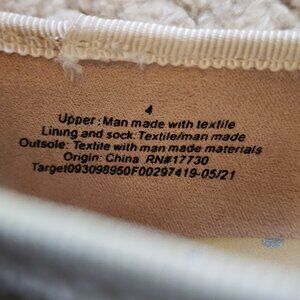 4
Upper:Man made with textile
Lining and sock:Textile/man made
Outsole: Textile with man made materials
Origin: China RN#17730
Target093098950F00297419-05/21